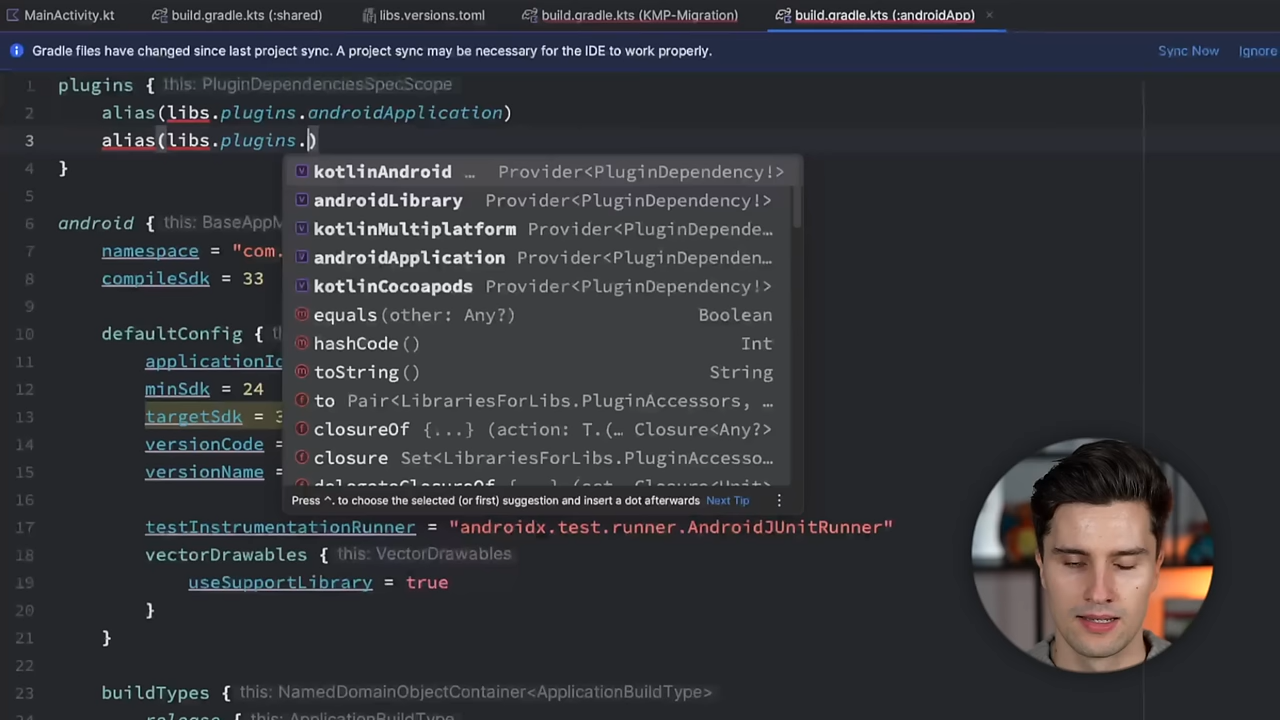 MainActivity.kt build.gradle.kts (:shared) libs.versions.toml build.gradle.kts (KMP-Migration) build.gradle.kts (:androidApp)
Gradle files have changed since last project sync. A project sync may be necessary for the IDE to work properly. Sync Now Ignore
1 plugins { this: PluginDependenciesSpecScope
2 alias(libs.plugins.androidApplication)
3 alias(libs.plugins.)
4 }
kotlinAndroid … Provider<PluginDependency!>
androidLibrary Provider<PluginDependency!>
kotlinMultiplatform Provider<PluginDepende…
androidApplication Provider<PluginDependen…
kotlinCocoapods Provider<PluginDependency!>
equals(other: Any?) Boolean
hashCode() Int
toString() String
to Pair<LibrariesForLibs.PluginAccessors, …
closureOf {...} (action: T.(… Closure<Any?>
closure Set<LibrariesForLibs.PluginAccesso…
Press ^. to choose the selected (or first) suggestion and insert a dot afterwards Next Tip
5
6 android { this: BaseAppM
7 namespace = "com.
8 compileSdk = 33
9
10 defaultConfig {
11 applicationId
12 minSdk = 24
13 targetSdk = 3
14 versionCode =
15 versionName =
16
17 testInstrumentationRunner = "androidx.test.runner.AndroidJUnitRunner"
18 vectorDrawables { this: VectorDrawables
19 useSupportLibrary = true
20 }
21 }
22
23 buildTypes { this: NamedDomainObjectContainer<ApplicationBuildType>